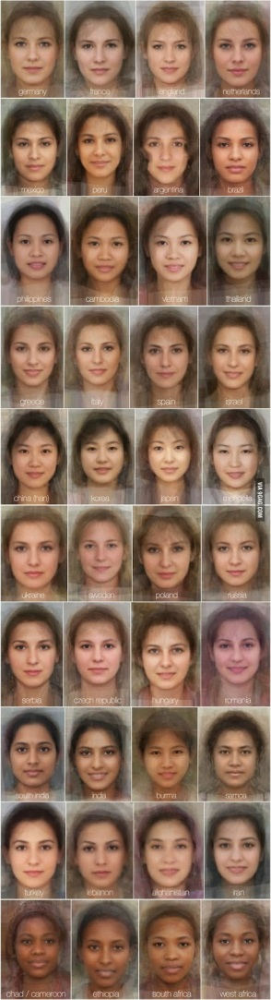 germany
france
england
netherlands
mexico
peru
argentina
brazil
philippines
cambodia
vietnam
thailand
greece
italy
spain
israel
china (han)
korea
japan
mongolia
VIA 9GAG.COM
ukraine
sweden
poland
russia
serbia
czech republic
hungary
romania
south india
india
burma
samoa
turkey
lebanon
afghanistan
iran
chad / cameroon
ethiopia
south africa
west africa